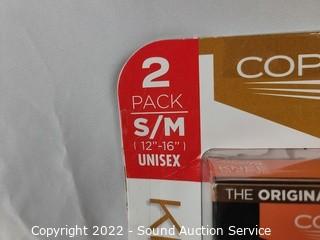 2
PACK
S/M
( 12"-16" )
UNISEX
COP
THE ORIGINA
CO
K
Copyright 2022 - Sound Auction Service